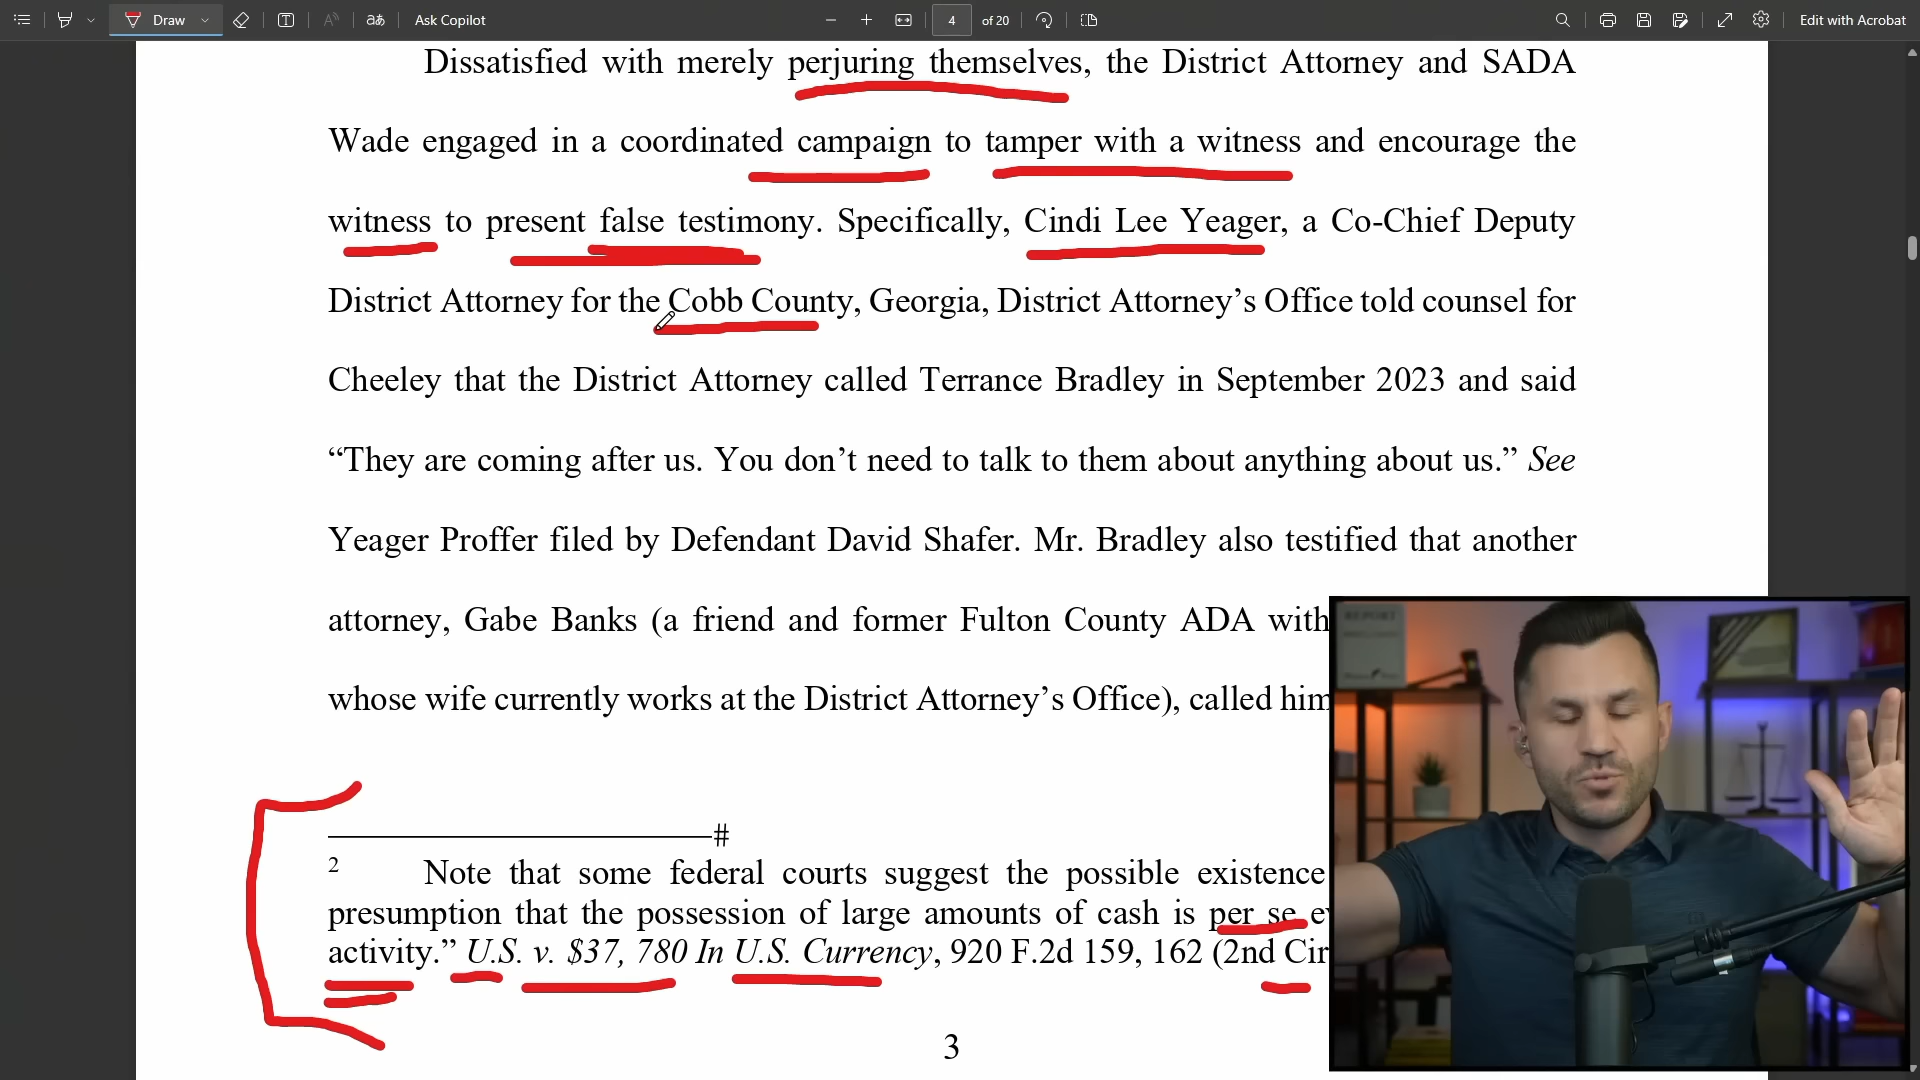 Draw
Ask Copilot
4 of 20
Edit with Acrobat
Dissatisfied with merely perjuring themselves, the District Attorney and SADA
Wade engaged in a coordinated campaign to tamper with a witness and encourage the
witness to present false testimony. Specifically, Cindi Lee Yeager, a Co-Chief Deputy
District Attorney for the Cobb County, Georgia, District Attorney’s Office told counsel for
Cheeley that the District Attorney called Terrance Bradley in September 2023 and said
“They are coming after us. You don’t need to talk to them about anything about us.” See
Yeager Proffer filed by Defendant David Shafer. Mr. Bradley also testified that another
attorney, Gabe Banks (a friend and former Fulton County ADA with
whose wife currently works at the District Attorney’s Office), called him
#
2 Note that some federal courts suggest the possible existence
presumption that the possession of large amounts of cash is per se
activity.” U.S. v. $37, 780 In U.S. Currency, 920 F.2d 159, 162 (2nd Cir
3
REPORT